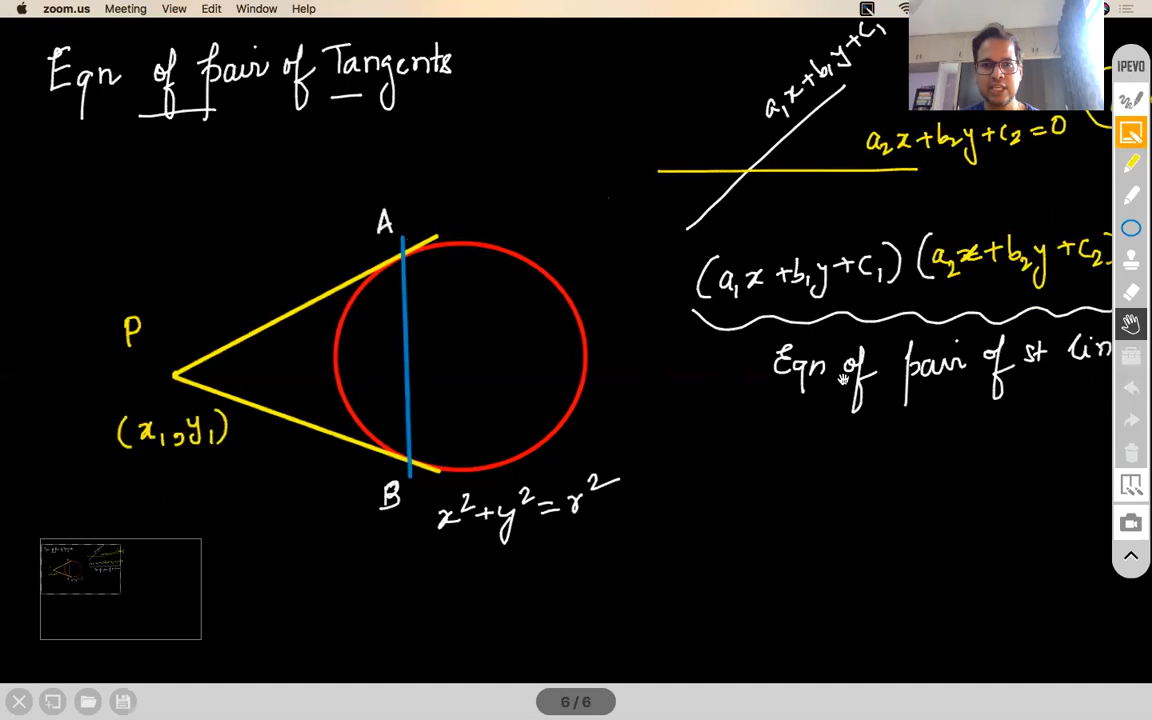 zoom.us Meeting View Edit Window Help
Eqn of pair of Tangents
a₁x+b₁y+c₁
IPEVO
a₂x+b₂y+c₂=0
A
(a₁x+b₁y+c₁) (a₂x+b₂y+c₂)
P
Eqn of pair of st lin
(x₁,y₁)
B
x²+y²=r²
6 / 6